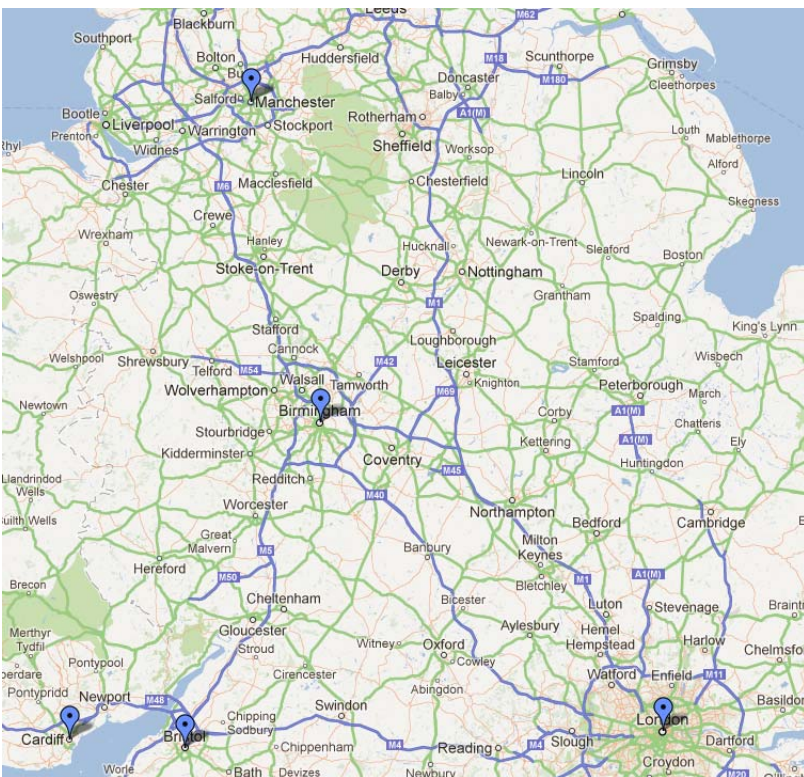 Leeds
M62
Blackburn
Southport
Huddersfield
Bolton
Bu
M18
Scunthorpe
M180
Grimsby
Cleethorpes
Doncaster
Balby
A1(M)
Salford
Manchester
Bootle
Liverpool
Warrington
Stockport
Rotherham
Sheffield
Prenton
Widnes
Rhyl
Worksop
Louth
Mablethorpe
Alford
Chester
M6
Macclesfield
Chesterfield
Lincoln
Skegness
Crewe
Wrexham
Hanley
Hucknall
Newark-on-Trent
Sleaford
Boston
Stoke-on-Trent
Derby
Nottingham
Oswestry
M1
Grantham
Spalding
King's Lynn
Stafford
Loughborough
Cannock
Welshpool
Shrewsbury
Telford
M54
M42
Leicester
Stamford
Wisbech
Walsall
Tamworth
Wolverhampton
M69
Knighton
Peterborough
March
Newtown
Birmingham
Corby
A1(M)
Chatteris
Stourbridge
A1(M)
Ely
Kidderminster
Coventry
Kettering
Huntingdon
M45
Llandrindod
Wells
Redditch
M40
Worcester
Northampton
Cambridge
Builth Wells
Great
Malvern
M5
Bedford
Milton
Keynes
Banbury
Hereford
M50
Bletchley
M1
A1(M)
Brecon
Cheltenham
Bicester
Luton
Stevenage
Braint
Gloucester
Aylesbury
Hemel
Hempstead
Harlow
Merthyr
Tydfil
Stroud
Witney
Oxford
Cowley
Chelmsfo
Pontypool
Cirencester
Abingdon
Watford
Enfield
M11
berdare
Pontypridd
Newport
M48
Swindon
Basildon
Chipping
Sodbury
London
Cardiff
Bristol
M4
Reading
M4
Slough
Dartford
Chippenham
Croydon
Worle
Bath
Devizes
Newbury
M20